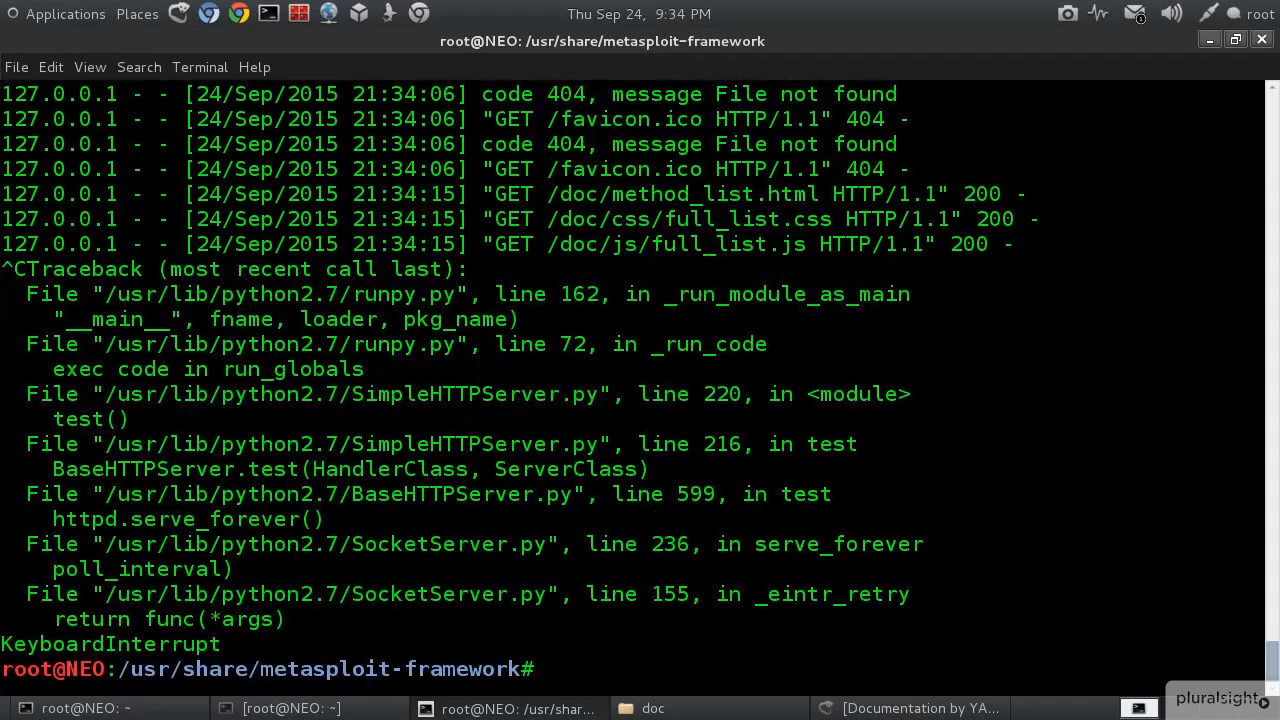 Applications Places Thu Sep 24, 9:34 PM 1 root
root@NEO: /usr/share/metasploit-framework
File Edit View Search Terminal Help
127.0.0.1 - - [24/Sep/2015 21:34:06] code 404, message File not found
127.0.0.1 - - [24/Sep/2015 21:34:06] "GET /favicon.ico HTTP/1.1" 404 -
127.0.0.1 - - [24/Sep/2015 21:34:06] code 404, message File not found
127.0.0.1 - - [24/Sep/2015 21:34:06] "GET /favicon.ico HTTP/1.1" 404 -
127.0.0.1 - - [24/Sep/2015 21:34:15] "GET /doc/method_list.html HTTP/1.1" 200 -
127.0.0.1 - - [24/Sep/2015 21:34:15] "GET /doc/css/full_list.css HTTP/1.1" 200 -
127.0.0.1 - - [24/Sep/2015 21:34:15] "GET /doc/js/full_list.js HTTP/1.1" 200 -
^CTraceback (most recent call last):
File "/usr/lib/python2.7/runpy.py", line 162, in _run_module_as_main
"__main__", fname, loader, pkg_name)
File "/usr/lib/python2.7/runpy.py", line 72, in _run_code
exec code in run_globals
File "/usr/lib/python2.7/SimpleHTTPServer.py", line 220, in <module>
test()
File "/usr/lib/python2.7/SimpleHTTPServer.py", line 216, in test
BaseHTTPServer.test(HandlerClass, ServerClass)
File "/usr/lib/python2.7/BaseHTTPServer.py", line 599, in test
httpd.serve_forever()
File "/usr/lib/python2.7/SocketServer.py", line 236, in serve_forever
poll_interval)
File "/usr/lib/python2.7/SocketServer.py", line 155, in _eintr_retry
return func(*args)
KeyboardInterrupt
root@NEO:/usr/share/metasploit-framework#
root@NEO: ~ [root@NEO: ~] root@NEO: /usr/shar... doc [Documentation by YA...
pluralsight